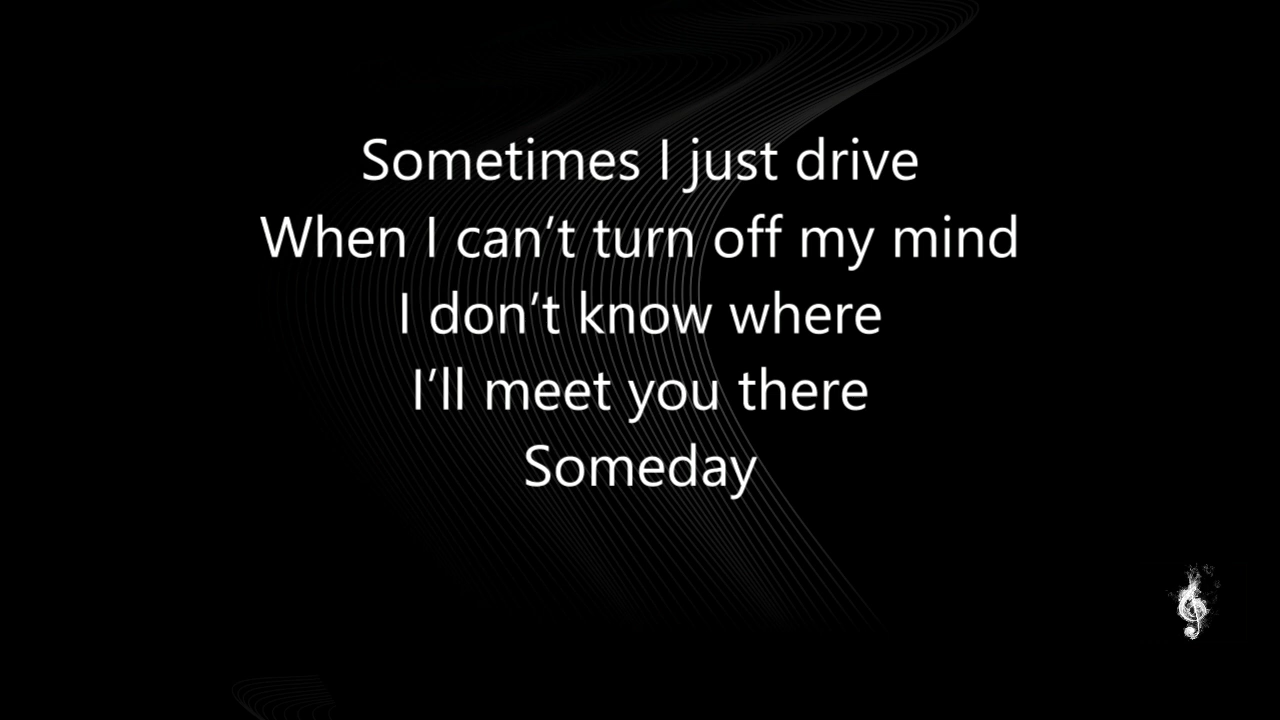 Sometimes I just drive
When I can’t turn off my mind
I don’t know where
I’ll meet you there
Someday